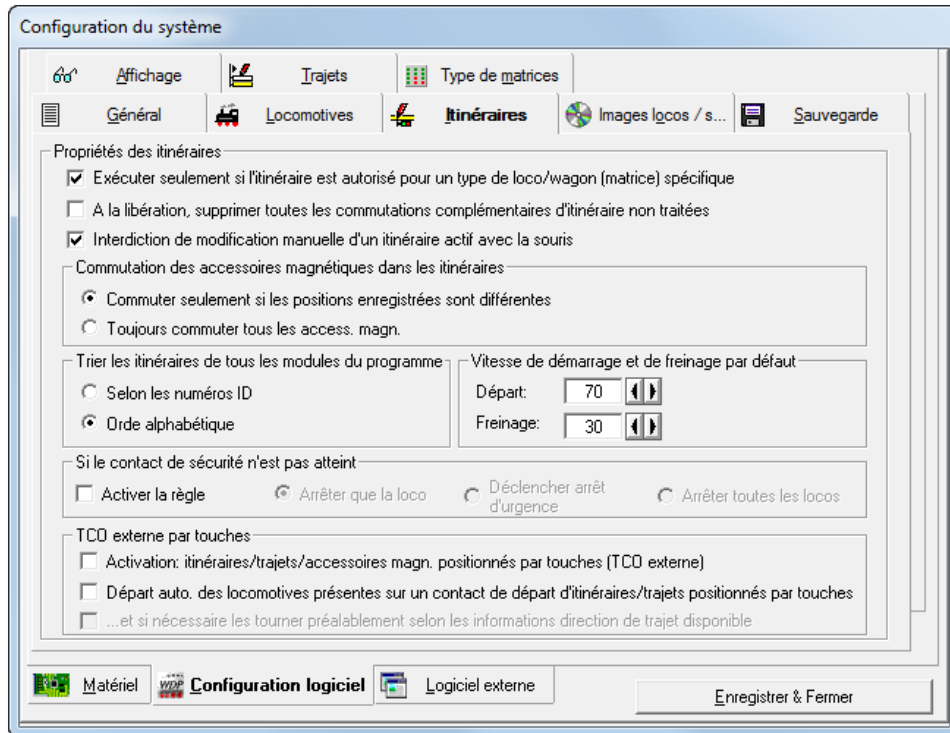 Configuration du système
Affichage Trajets Type de matrices
Général Locomotives Itinéraires Images locos / s... Sauvegarde
Propriétés des itinéraires
Exécuter seulement si l'itinéraire est autorisé pour un type de loco/wagon (matrice) spécifique
A la libération, supprimer toutes les commutations complémentaires d'itinéraire non traitées
Interdiction de modification manuelle d'un itinéraire actif avec la souris
Commutation des accessoires magnétiques dans les itinéraires
Commuter seulement si les positions enregistrées sont différentes
Toujours commuter tous les access. magn.
Trier les itinéraires de tous les modules du programme
Selon les numéros ID
Orde alphabétique
Vitesse de démarrage et de freinage par défaut
Départ: 70
Freinage: 30
Si le contact de sécurité n'est pas atteint
Activer la règle Arrêter que la loco Déclencher arrêt d'urgence Arrêter toutes les locos
TCO externe par touches
Activation: itinéraires/trajets/accessoires magn. positionnés par touches (TCO externe)
Départ auto. des locomotives présentes sur un contact de départ d'itinéraires/trajets positionnés par touches
...et si nécessaire les tourner préalablement selon les informations direction de trajet disponible
Matériel WDP Configuration logiciel Logiciel externe
Enregistrer & Fermer